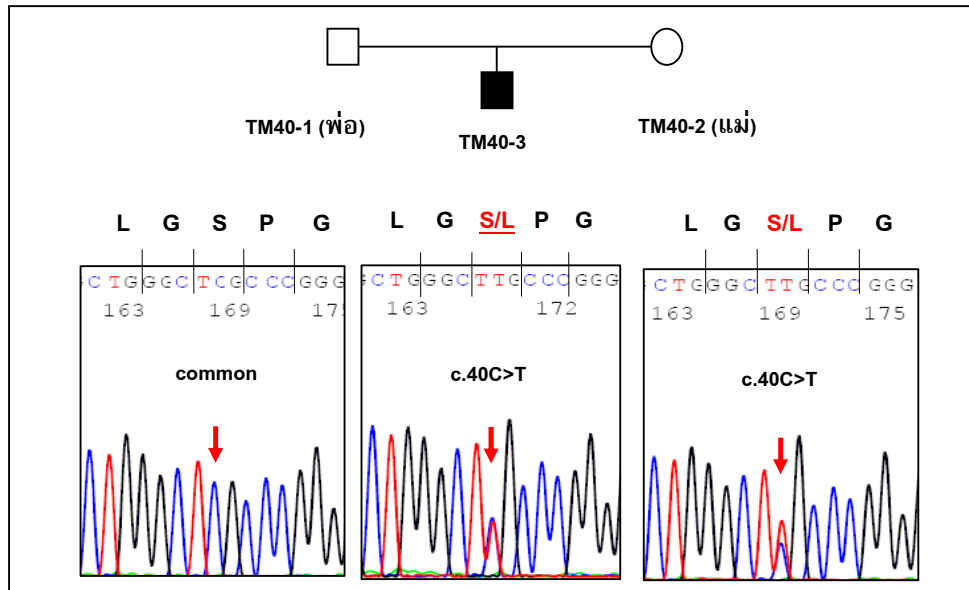 TM40-1 (พ่อ)
TM40-3
TM40-2 (แม่)
L G S P G
L G S/L P G
L G S/L P G
CTGGGCTCGCCCGGG
CTGGGCTTGCCCGGG
CTGGGCTTGCCCGGG
163 169 175
163 172
163 169 175
common
c.40C>T
c.40C>T